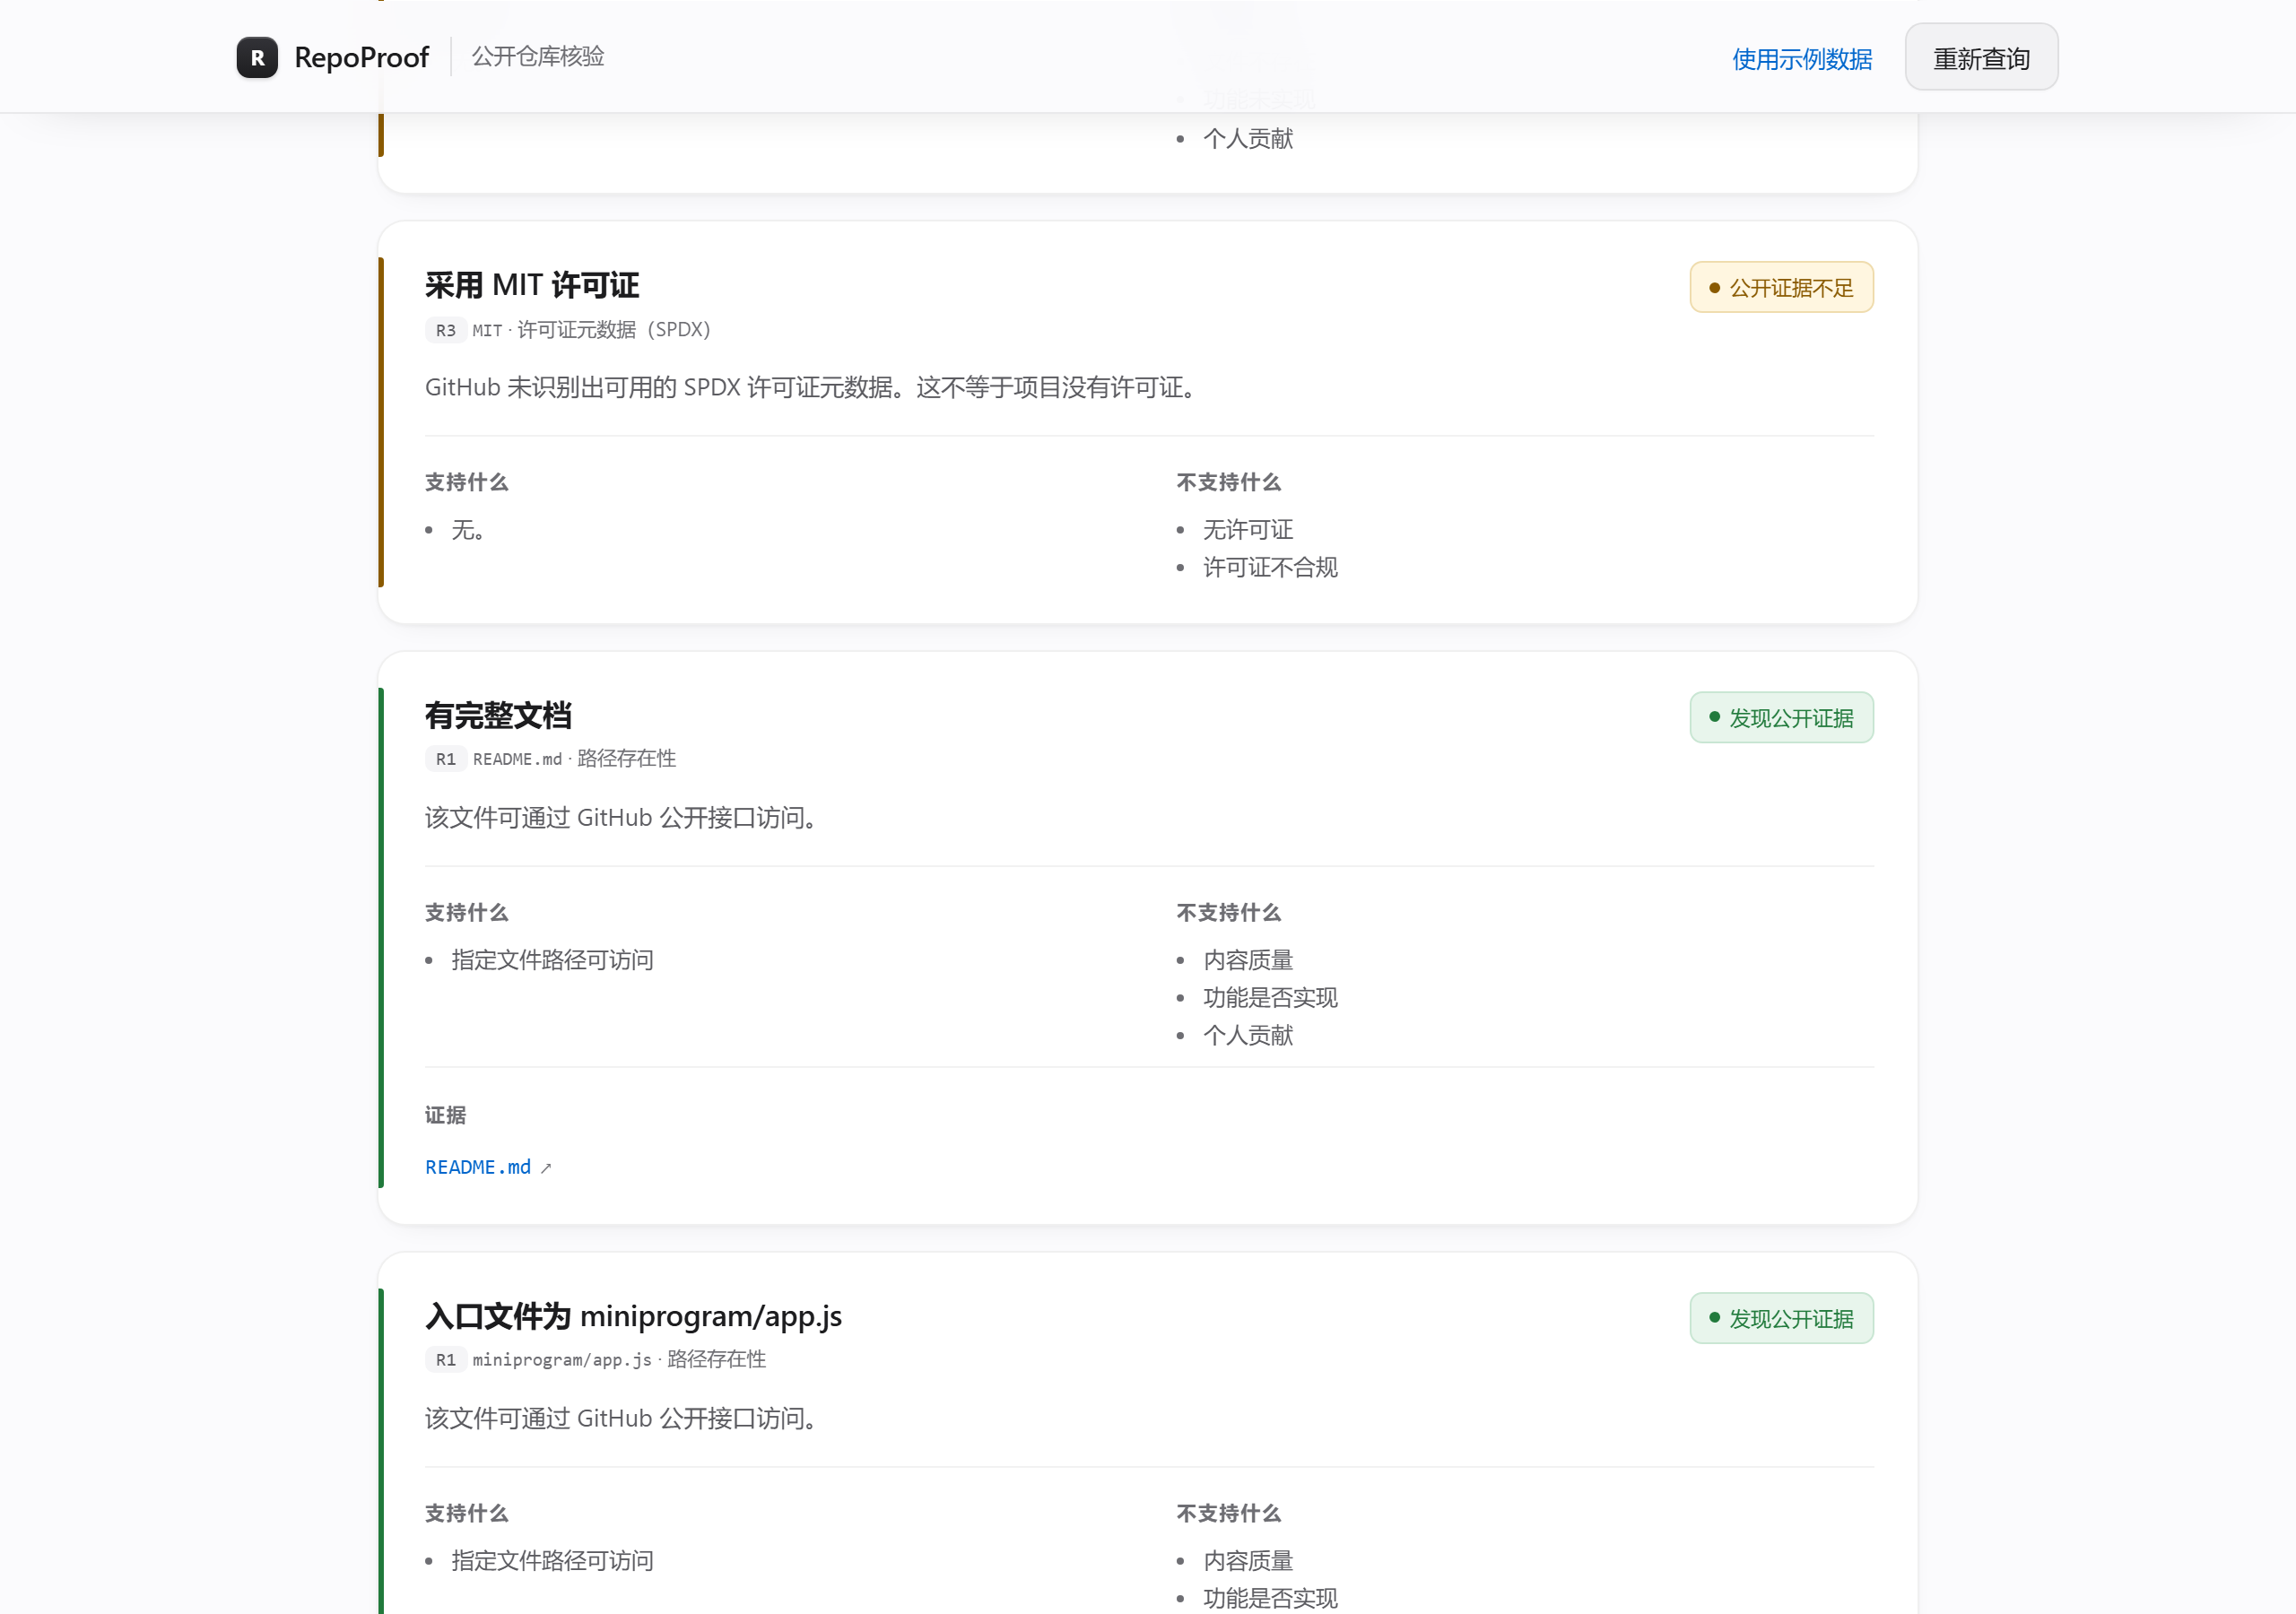 R RepoProof 公开仓库核验 使用示例数据 重新查询
功能未实现
个人贡献
采用 MIT 许可证 公开证据不足
R3 MIT · 许可证元数据（SPDX）
GitHub 未识别出可用的 SPDX 许可证元数据。这不等于项目没有许可证。
支持什么 不支持什么
无。 无许可证
许可证不合规
有完整文档 发现公开证据
R1 README.md · 路径存在性
该文件可通过 GitHub 公开接口访问。
支持什么 不支持什么
指定文件路径可访问 内容质量
功能是否实现
个人贡献
证据
README.md ↗
入口文件为 miniprogram/app.js 发现公开证据
R1 miniprogram/app.js · 路径存在性
该文件可通过 GitHub 公开接口访问。
支持什么 不支持什么
指定文件路径可访问 内容质量
功能是否实现